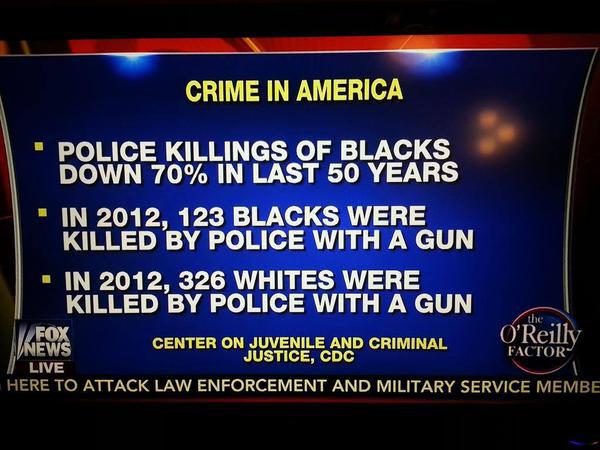 CRIME IN AMERICA
POLICE KILLINGS OF BLACKS
DOWN 70% IN LAST 50 YEARS
IN 2012, 123 BLACKS WERE
KILLED BY POLICE WITH A GUN
IN 2012, 326 WHITES WERE
KILLED BY POLICE WITH A GUN
CENTER ON JUVENILE AND CRIMINAL
JUSTICE, CDC
FOX
NEWS
LIVE
the
O'Reilly
FACTOR
HERE TO ATTACK LAW ENFORCEMENT AND MILITARY SERVICE MEMBE